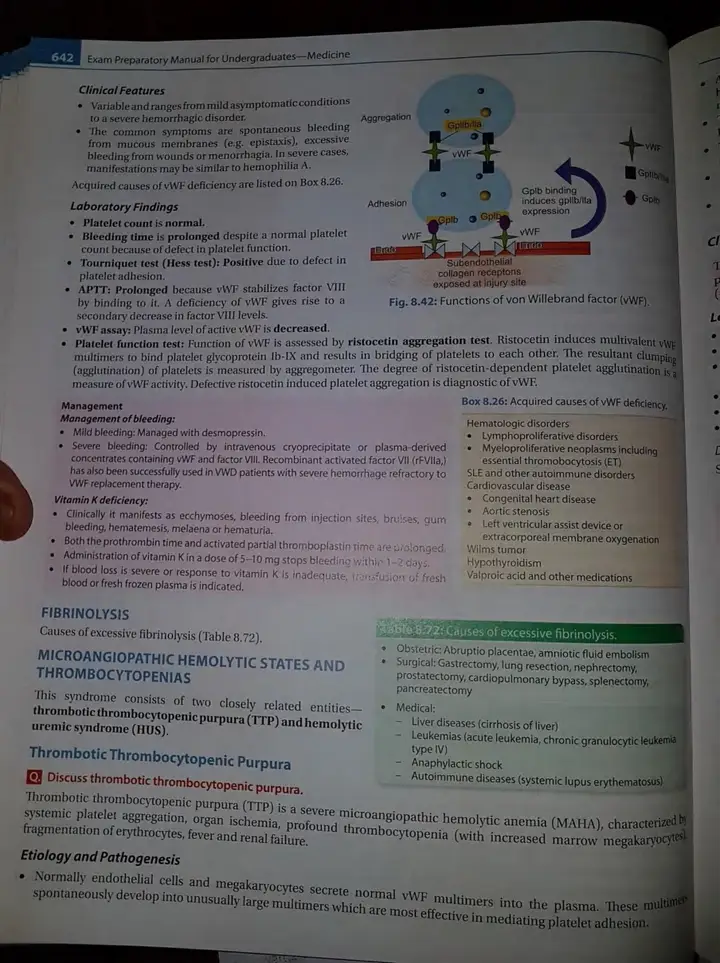 642 Exam Preparatory Manual for Undergraduates—Medicine
Clinical Features
• Variable and ranges from mild asymptomatic conditions
to a severe hemorrhagic disorder.
• The common symptoms are spontaneous bleeding
from mucous membranes (e.g. epistaxis), excessive
bleeding from wounds or menorrhagia. In severe cases,
manifestations may be similar to hemophilia A.
Acquired causes of vWF deficiency are listed on Box 8.26.
Laboratory Findings
• Platelet count is normal.
• Bleeding time is prolonged despite a normal platelet
count because of defect in platelet function.
• Tourniquet test (Hess test): Positive due to defect in
platelet adhesion.
• APTT: Prolonged because vWF stabilizes factor VIII
by binding to it. A deficiency of vWF gives rise to a
secondary decrease in factor VIII levels.
• vWF assay: Plasma level of active vWF is decreased.
• Platelet function test: Function of vWF is assessed by ristocetin aggregation test. Ristocetin induces multivalent vWF
multimers to bind platelet glycoprotein Ib-IX and results in bridging of platelets to each other. The resultant clumping
(agglutination) of platelets is measured by aggregometer. The degree of ristocetin-dependent platelet agglutination is a
measure of vWF activity. Defective ristocetin induced platelet aggregation is diagnostic of vWF.
Aggregation
GpIIb/IIa
vWF
Adhesion
GpIb
GpIb
GpIb binding
induces gpIIb/IIa
expression
vWF
vWF
Endo
Endo
Subendothelial
collagen receptors
exposed at injury site
vWF
GpIb
Fig. 8.42: Functions of von Willebrand factor (vWF).
Management
Management of bleeding:
• Mild bleeding: Managed with desmopressin.
• Severe bleeding: Controlled by intravenous cryoprecipitate or plasma-derived
concentrates containing vWF and factor VIII. Recombinant activated factor VII (rFVIIa,)
has also been successfully used in VWD patients with severe hemorrhage refractory to
VWF replacement therapy.
Vitamin K deficiency:
• Clinically it manifests as ecchymoses, bleeding from injection sites, bruises, gum
bleeding, hematemesis, melaena or hematuria.
• Both the prothrombin time and activated partial thromboplastin time are prolonged.
• Administration of vitamin K in a dose of 5–10 mg stops bleeding within 1–2 days.
• If blood loss is severe or response to vitamin K is inadequate, transfusion of fresh
blood or fresh frozen plasma is indicated.
Box 8.26: Acquired causes of vWF deficiency.
Hematologic disorders
• Lymphoproliferative disorders
• Myeloproliferative neoplasms including
essential thrombocytosis (ET)
SLE and other autoimmune disorders
Cardiovascular disease
• Congenital heart disease
• Aortic stenosis
• Left ventricular assist device or
extracorporeal membrane oxygenation
Wilms tumor
Hypothyroidism
Valproic acid and other medications
FIBRINOLYSIS
Causes of excessive fibrinolysis (Table 8.72).
MICROANGIOPATHIC HEMOLYTIC STATES AND
THROMBOCYTOPENIAS
This syndrome consists of two closely related entities—
thrombotic thrombocytopenic purpura (TTP) and hemolytic
uremic syndrome (HUS).
Table 8.72: Causes of excessive fibrinolysis.
• Obstetric: Abruptio placentae, amniotic fluid embolism
• Surgical: Gastrectomy, lung resection, nephrectomy,
prostatectomy, cardiopulmonary bypass, splenectomy,
pancreatectomy
• Medical:
– Liver diseases (cirrhosis of liver)
– Leukemias (acute leukemia, chronic granulocytic leukemia
type IV)
– Anaphylactic shock
– Autoimmune diseases (systemic lupus erythematosus)
Thrombotic Thrombocytopenic Purpura
Q. Discuss thrombotic thrombocytopenic purpura.
Thrombotic thrombocytopenic purpura (TTP) is a severe microangiopathic hemolytic anemia (MAHA), characterized by
systemic platelet aggregation, organ ischemia, profound thrombocytopenia (with increased marrow megakaryocytes),
fragmentation of erythrocytes, fever and renal failure.
Etiology and Pathogenesis
• Normally endothelial cells and megakaryocytes secrete normal vWF multimers into the plasma. These multimers
spontaneously develop into unusually large multimers which are most effective in mediating platelet adhesion.